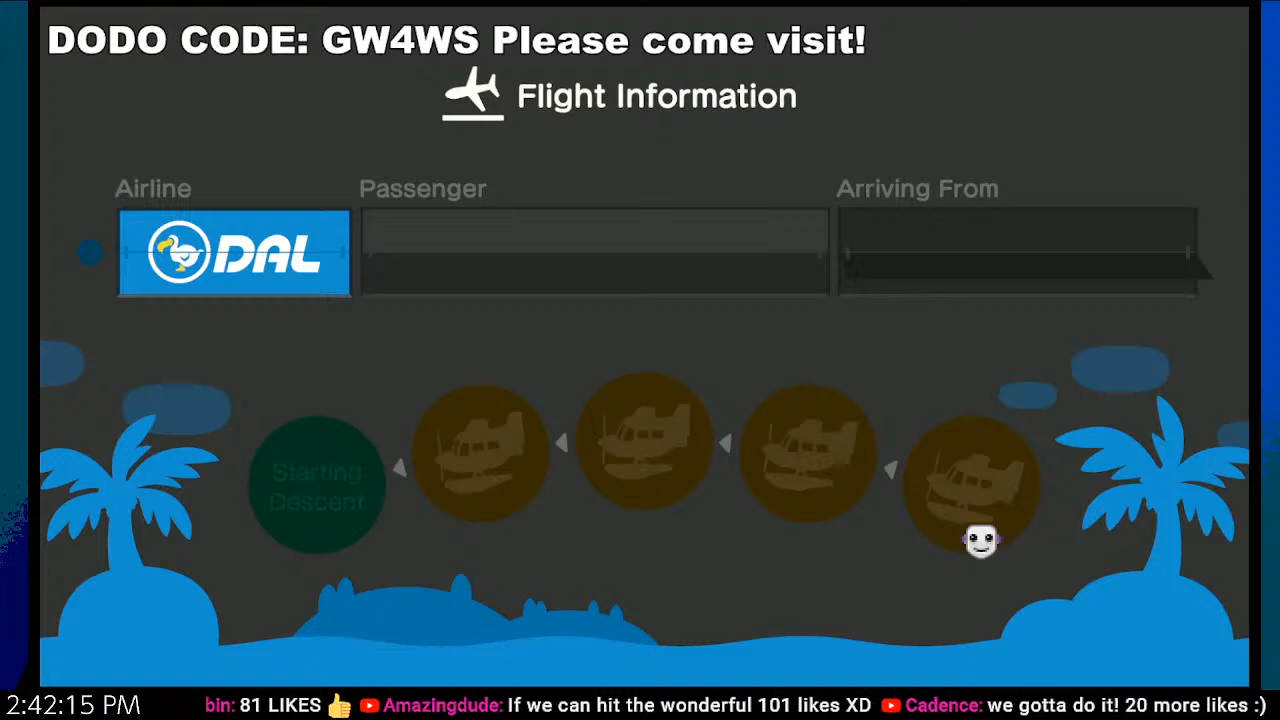 DODO CODE: GW4WS Please come visit!
Flight Information
Airline
Passenger
Arriving From
DAL
Starting
Descent
2:42:15 PM
bin: 81 LIKES 👍 Amazingdude: If we can hit the wonderful 101 likes XD Cadence: we gotta do it! 20 more likes :)